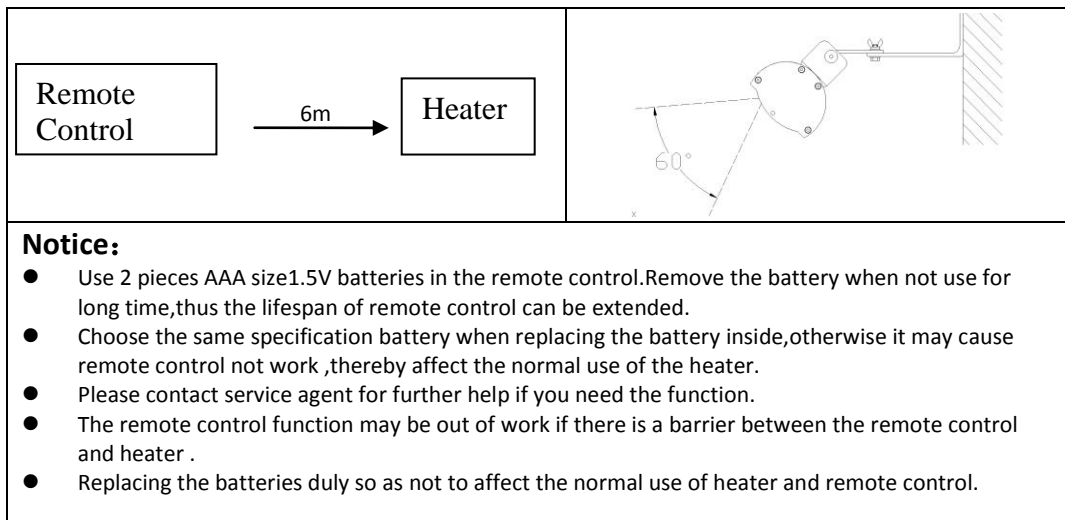 Remote
Control
6m
Heater
60°
x
Notice：
● Use 2 pieces AAA size1.5V batteries in the remote control.Remove the battery when not use for
long time,thus the lifespan of remote control can be extended.
● Choose the same specification battery when replacing the battery inside,otherwise it may cause
remote control not work ,thereby affect the normal use of the heater.
● Please contact service agent for further help if you need the function.
● The remote control function may be out of work if there is a barrier between the remote control
and heater .
● Replacing the batteries duly so as not to affect the normal use of heater and remote control.